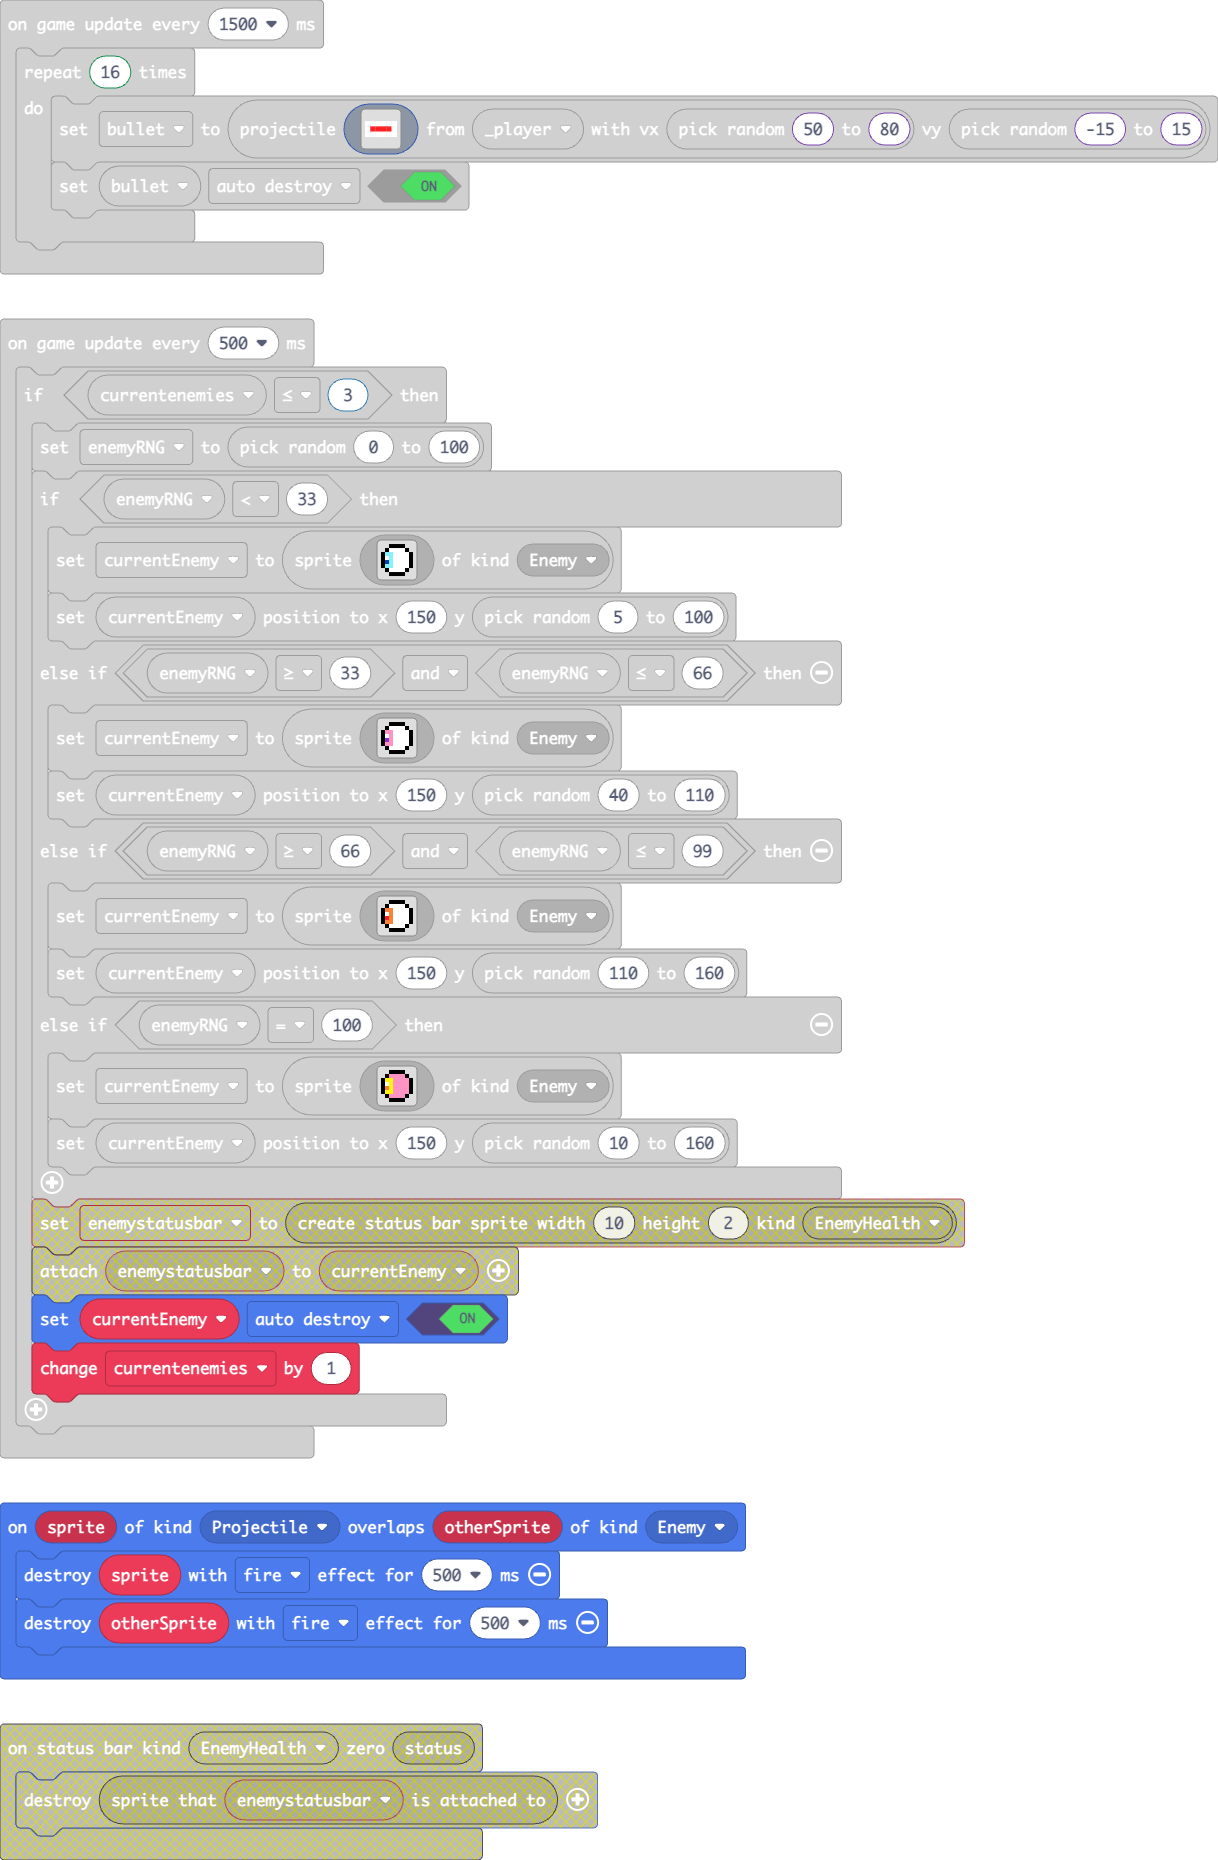 on game update every 1500 ms
repeat 16 times
do
set bullet to projectile from _player with vx pick random 50 to 80 vy pick random -15 to 15
set bullet auto destroy ON
on game update every 500 ms
if currentenemies ≤ 3 then
set enemyRNG to pick random 0 to 100
if enemyRNG < 33 then
set currentEnemy to sprite of kind Enemy
set currentEnemy position to x 150 y pick random 5 to 100
else if enemyRNG ≥ 33 and enemyRNG ≤ 66 then
set currentEnemy to sprite of kind Enemy
set currentEnemy position to x 150 y pick random 40 to 110
else if enemyRNG ≥ 66 and enemyRNG ≤ 99 then
set currentEnemy to sprite of kind Enemy
set currentEnemy position to x 150 y pick random 110 to 160
else if enemyRNG = 100 then
set currentEnemy to sprite of kind Enemy
set currentEnemy position to x 150 y pick random 10 to 160
set enemystatusbar to create status bar sprite width 10 height 2 kind EnemyHealth
attach enemystatusbar to currentEnemy
set currentEnemy auto destroy ON
change currentenemies by 1
on sprite of kind Projectile overlaps otherSprite of kind Enemy
destroy sprite with fire effect for 500 ms
destroy otherSprite with fire effect for 500 ms
on status bar kind EnemyHealth zero status
destroy sprite that enemystatusbar is attached to